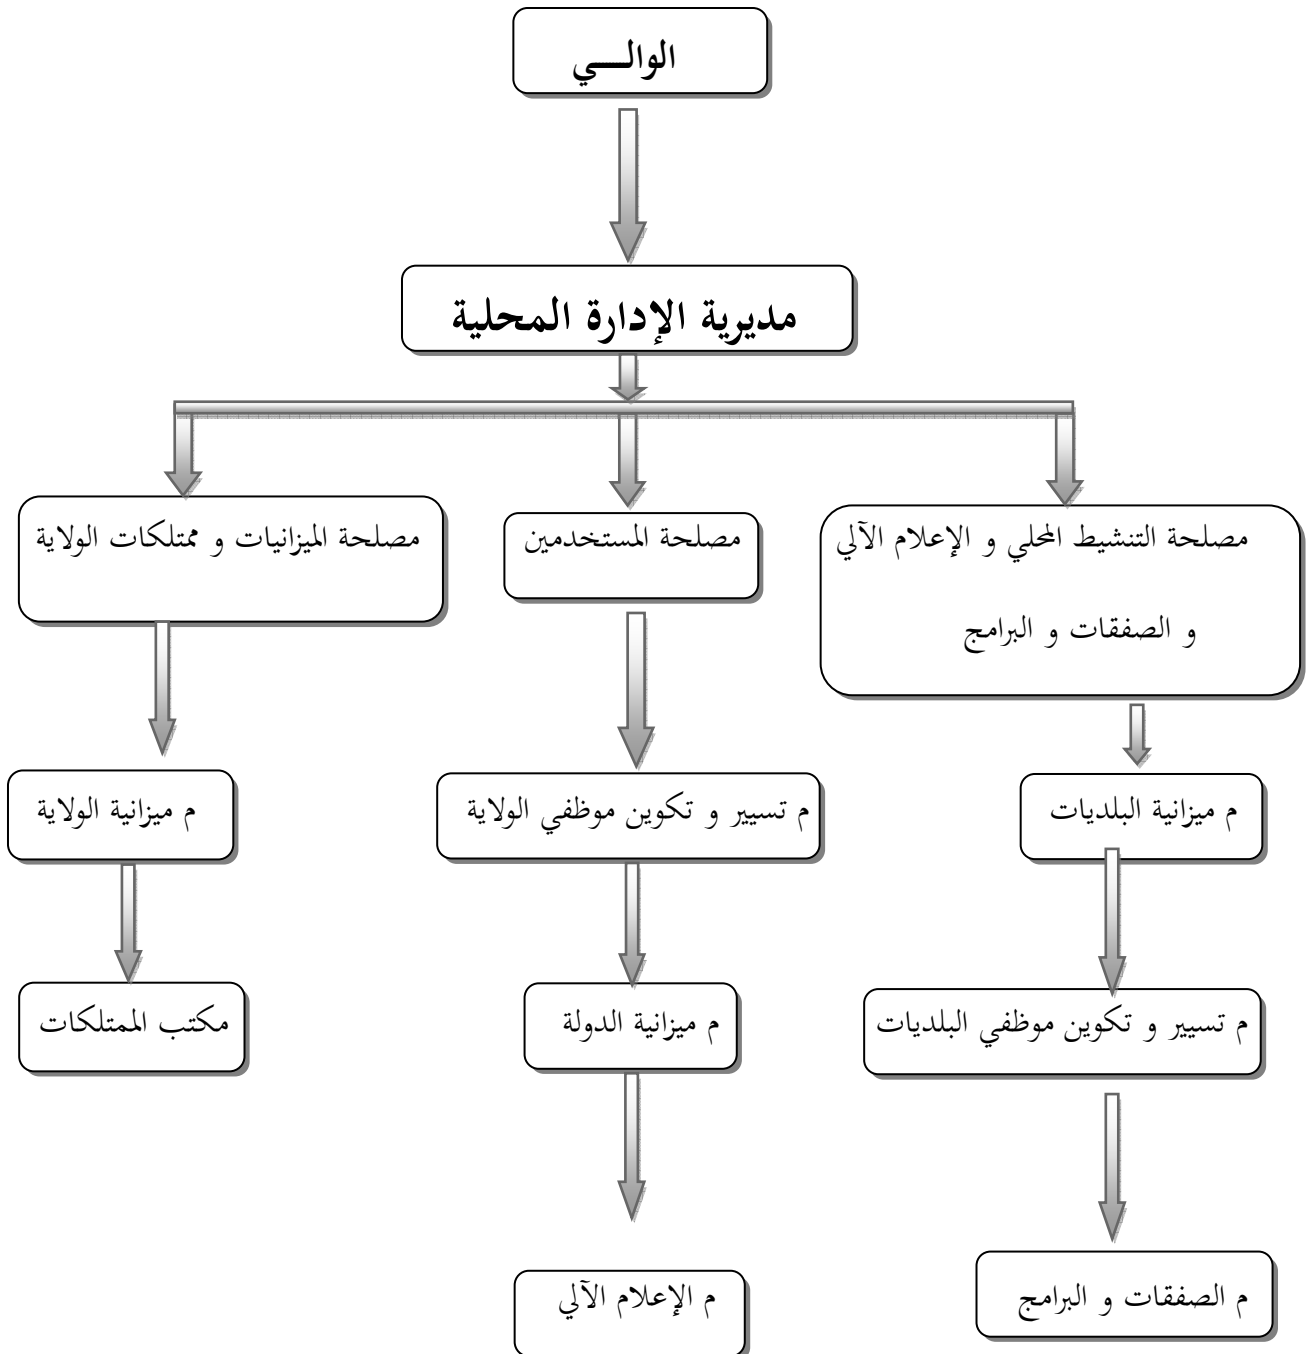 الوالـــي
مديرية الإدارة المحلية
مصلحة التنشيط المحلي و الإعلام الآلي
و الصفقات و البرامج
مصلحة المستخدمين
مصلحة الميزانيات و ممتلكات الولاية
م ميزانية البلديات
م تسيير و تكوين موظفي الولاية
م ميزانية الولاية
م تسيير و تكوين موظفي البلديات
م ميزانية الدولة
مكتب الممتلكات
م الصفقات و البرامج
م الإعلام الآلي